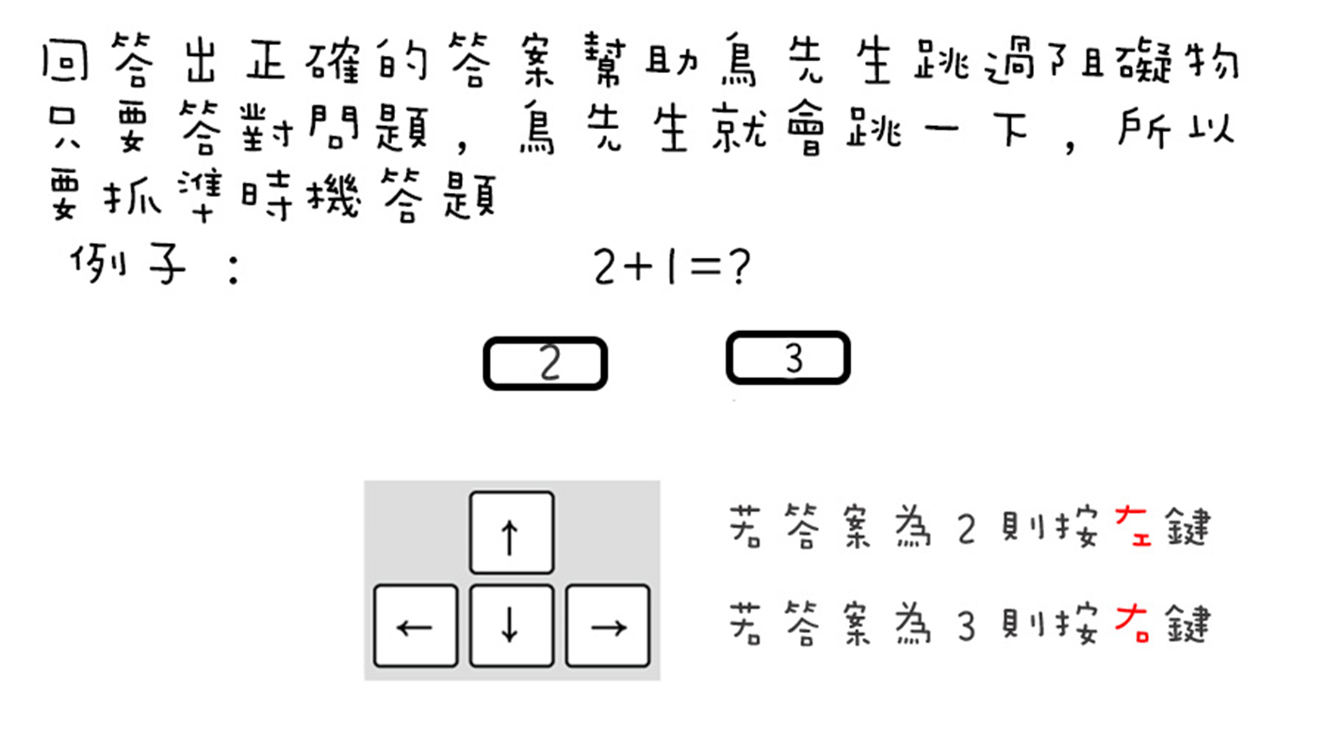 回答出正確的答案幫助鳥先生跳過阻礙物
只要答對問題，鳥先生就會跳一下，所以
要抓準時機答題
例子：
2+1=?
2
3
↑
← ↓ →
若答案為2則按左鍵
若答案為3則按右鍵